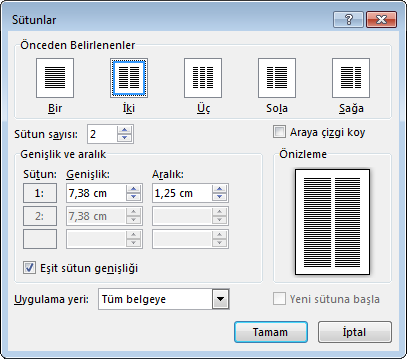 Sütunlar
Önceden Belirlenenler
Bir İki Üç Sola Sağa
Sütun sayısı: 2
Araya çizgi koy
Genişlik ve aralık
Önizleme
Sütun: Genişlik: Aralık:
1: 7,38 cm 1,25 cm
2: 7,38 cm
Eşit sütun genişliği
Uygulama yeri: Tüm belgeye
Yeni sütuna başla
Tamam İptal